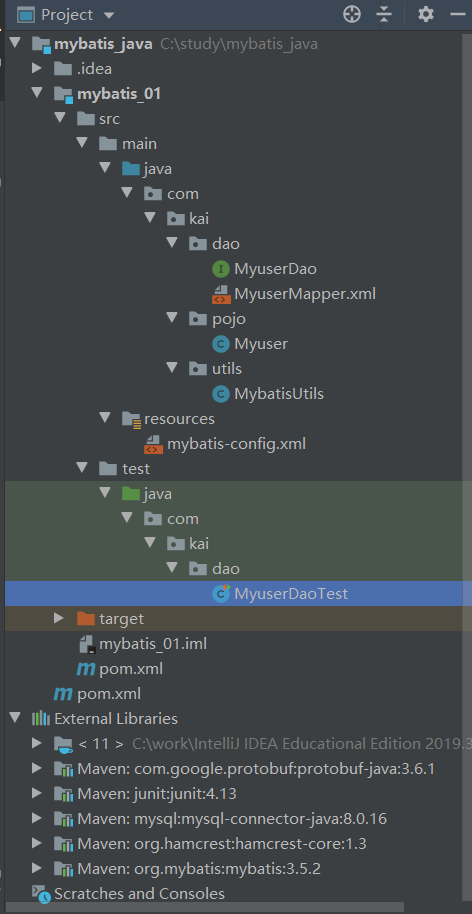 Project
mybatis_java C:\study\mybatis_java
.idea
mybatis_01
src
main
java
com
kai
dao
MyuserDao
MyuserMapper.xml
pojo
Myuser
utils
MybatisUtils
resources
mybatis-config.xml
test
java
com
kai
dao
MyuserDaoTest
target
mybatis_01.iml
pom.xml
pom.xml
External Libraries
< 11 > C:\work\IntelliJ IDEA Educational Edition 2019.3
Maven: com.google.protobuf:protobuf-java:3.6.1
Maven: junit:junit:4.13
Maven: mysql:mysql-connector-java:8.0.16
Maven: org.hamcrest:hamcrest-core:1.3
Maven: org.mybatis:mybatis:3.5.2
Scratches and Consoles